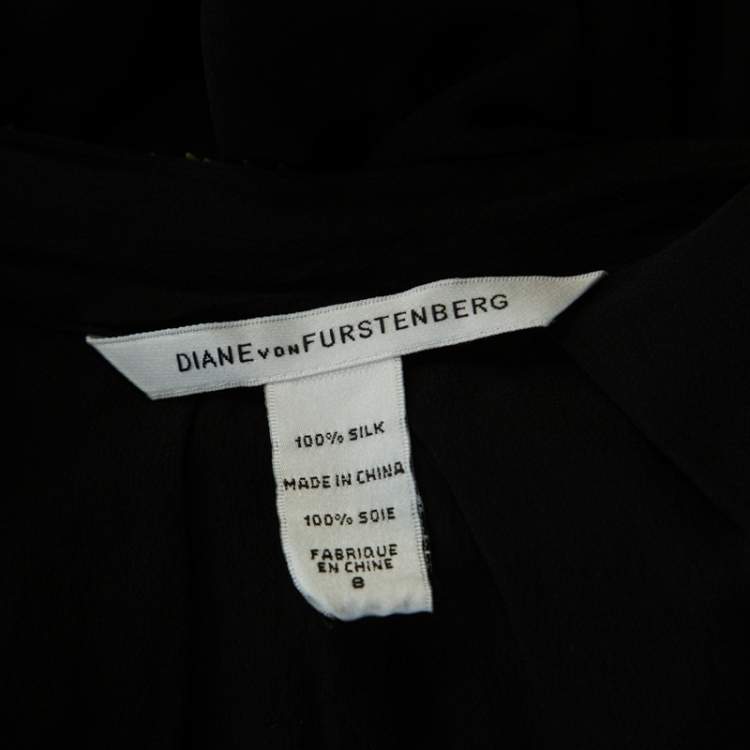 DIANE VON FURSTENBERG
100% SILK
MADE IN CHINA
100% SOIE
FABRIQUE
EN CHINE
8